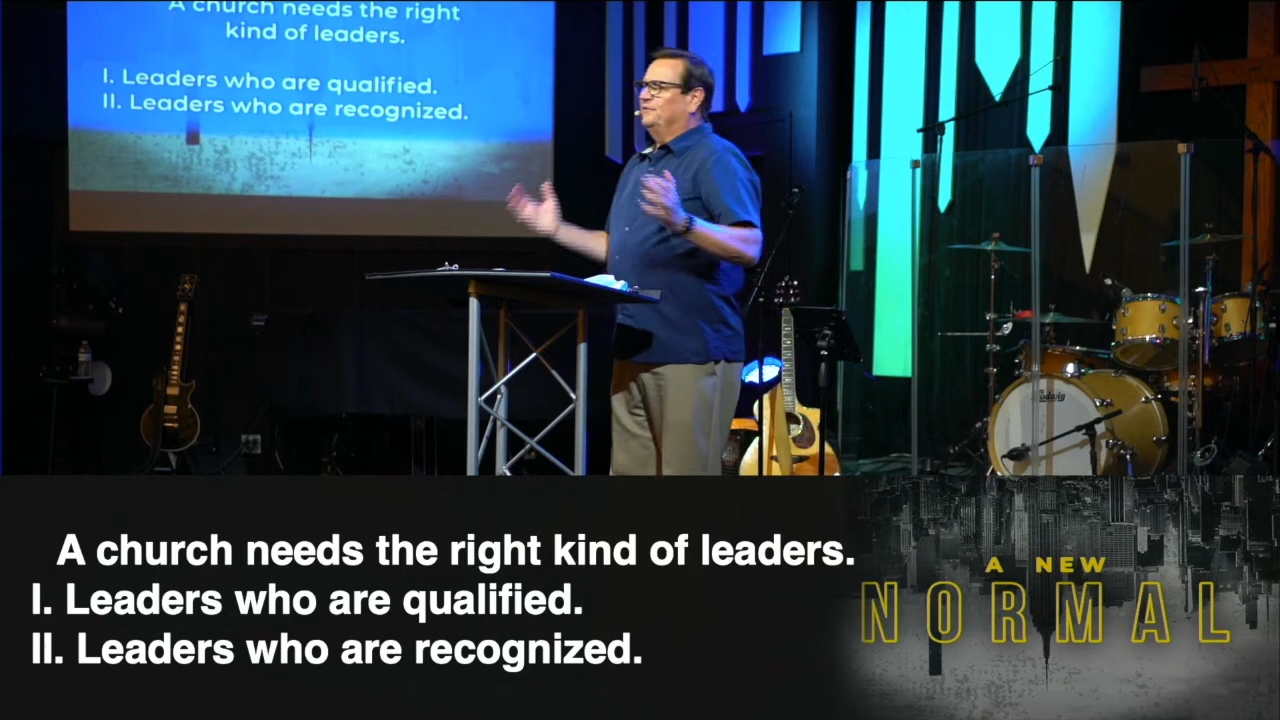 A church needs the right
kind of leaders.
I. Leaders who are qualified.
II. Leaders who are recognized.
Ludwig
A church needs the right kind of leaders.
I. Leaders who are qualified.
II. Leaders who are recognized.
A NEW
NORMAL